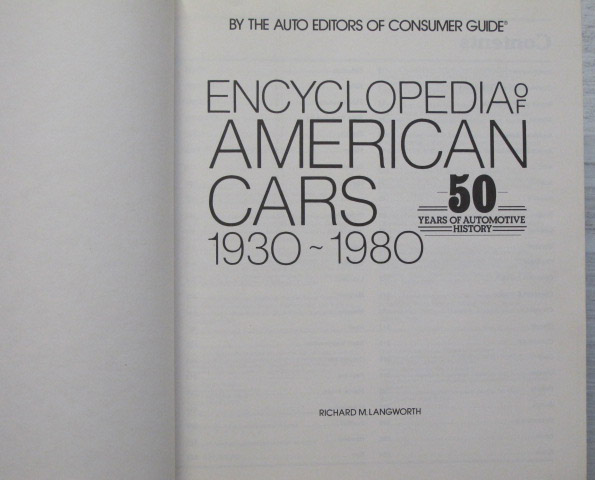 BY THE AUTO EDITORS OF CONSUMER GUIDE®
ENCYCLOPEDIA OF
AMERICAN
CARS
50
YEARS OF AUTOMOTIVE
HISTORY
1930~1980
RICHARD M. LANGWORTH